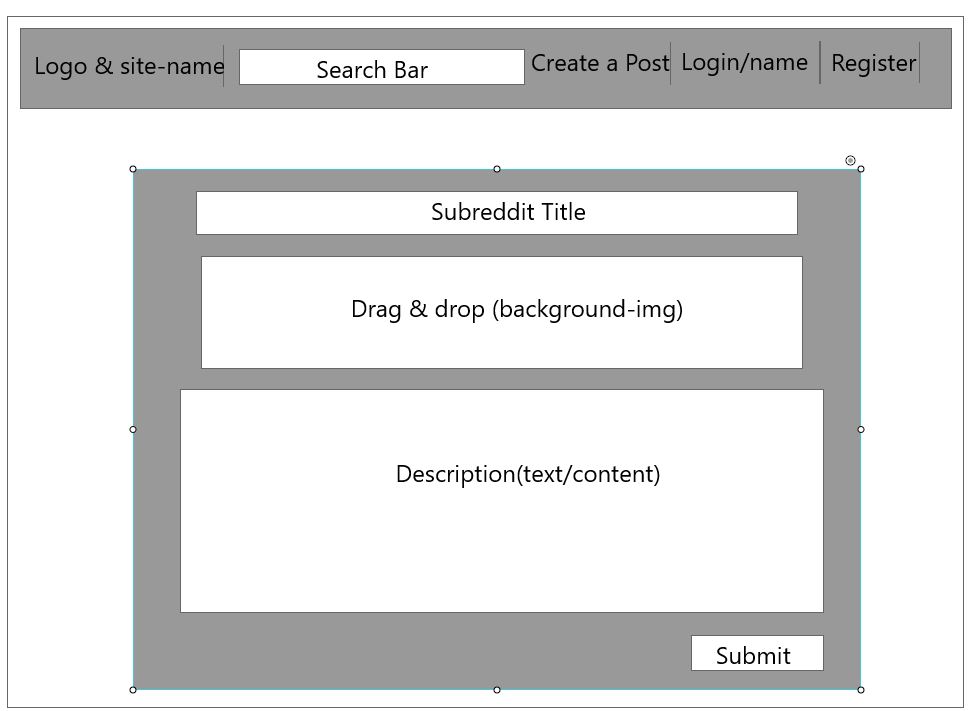 Logo & site-name
Search Bar
Create a Post
Login/name
Register
Subreddit Title
Drag & drop (background-img)
Description(text/content)
Submit